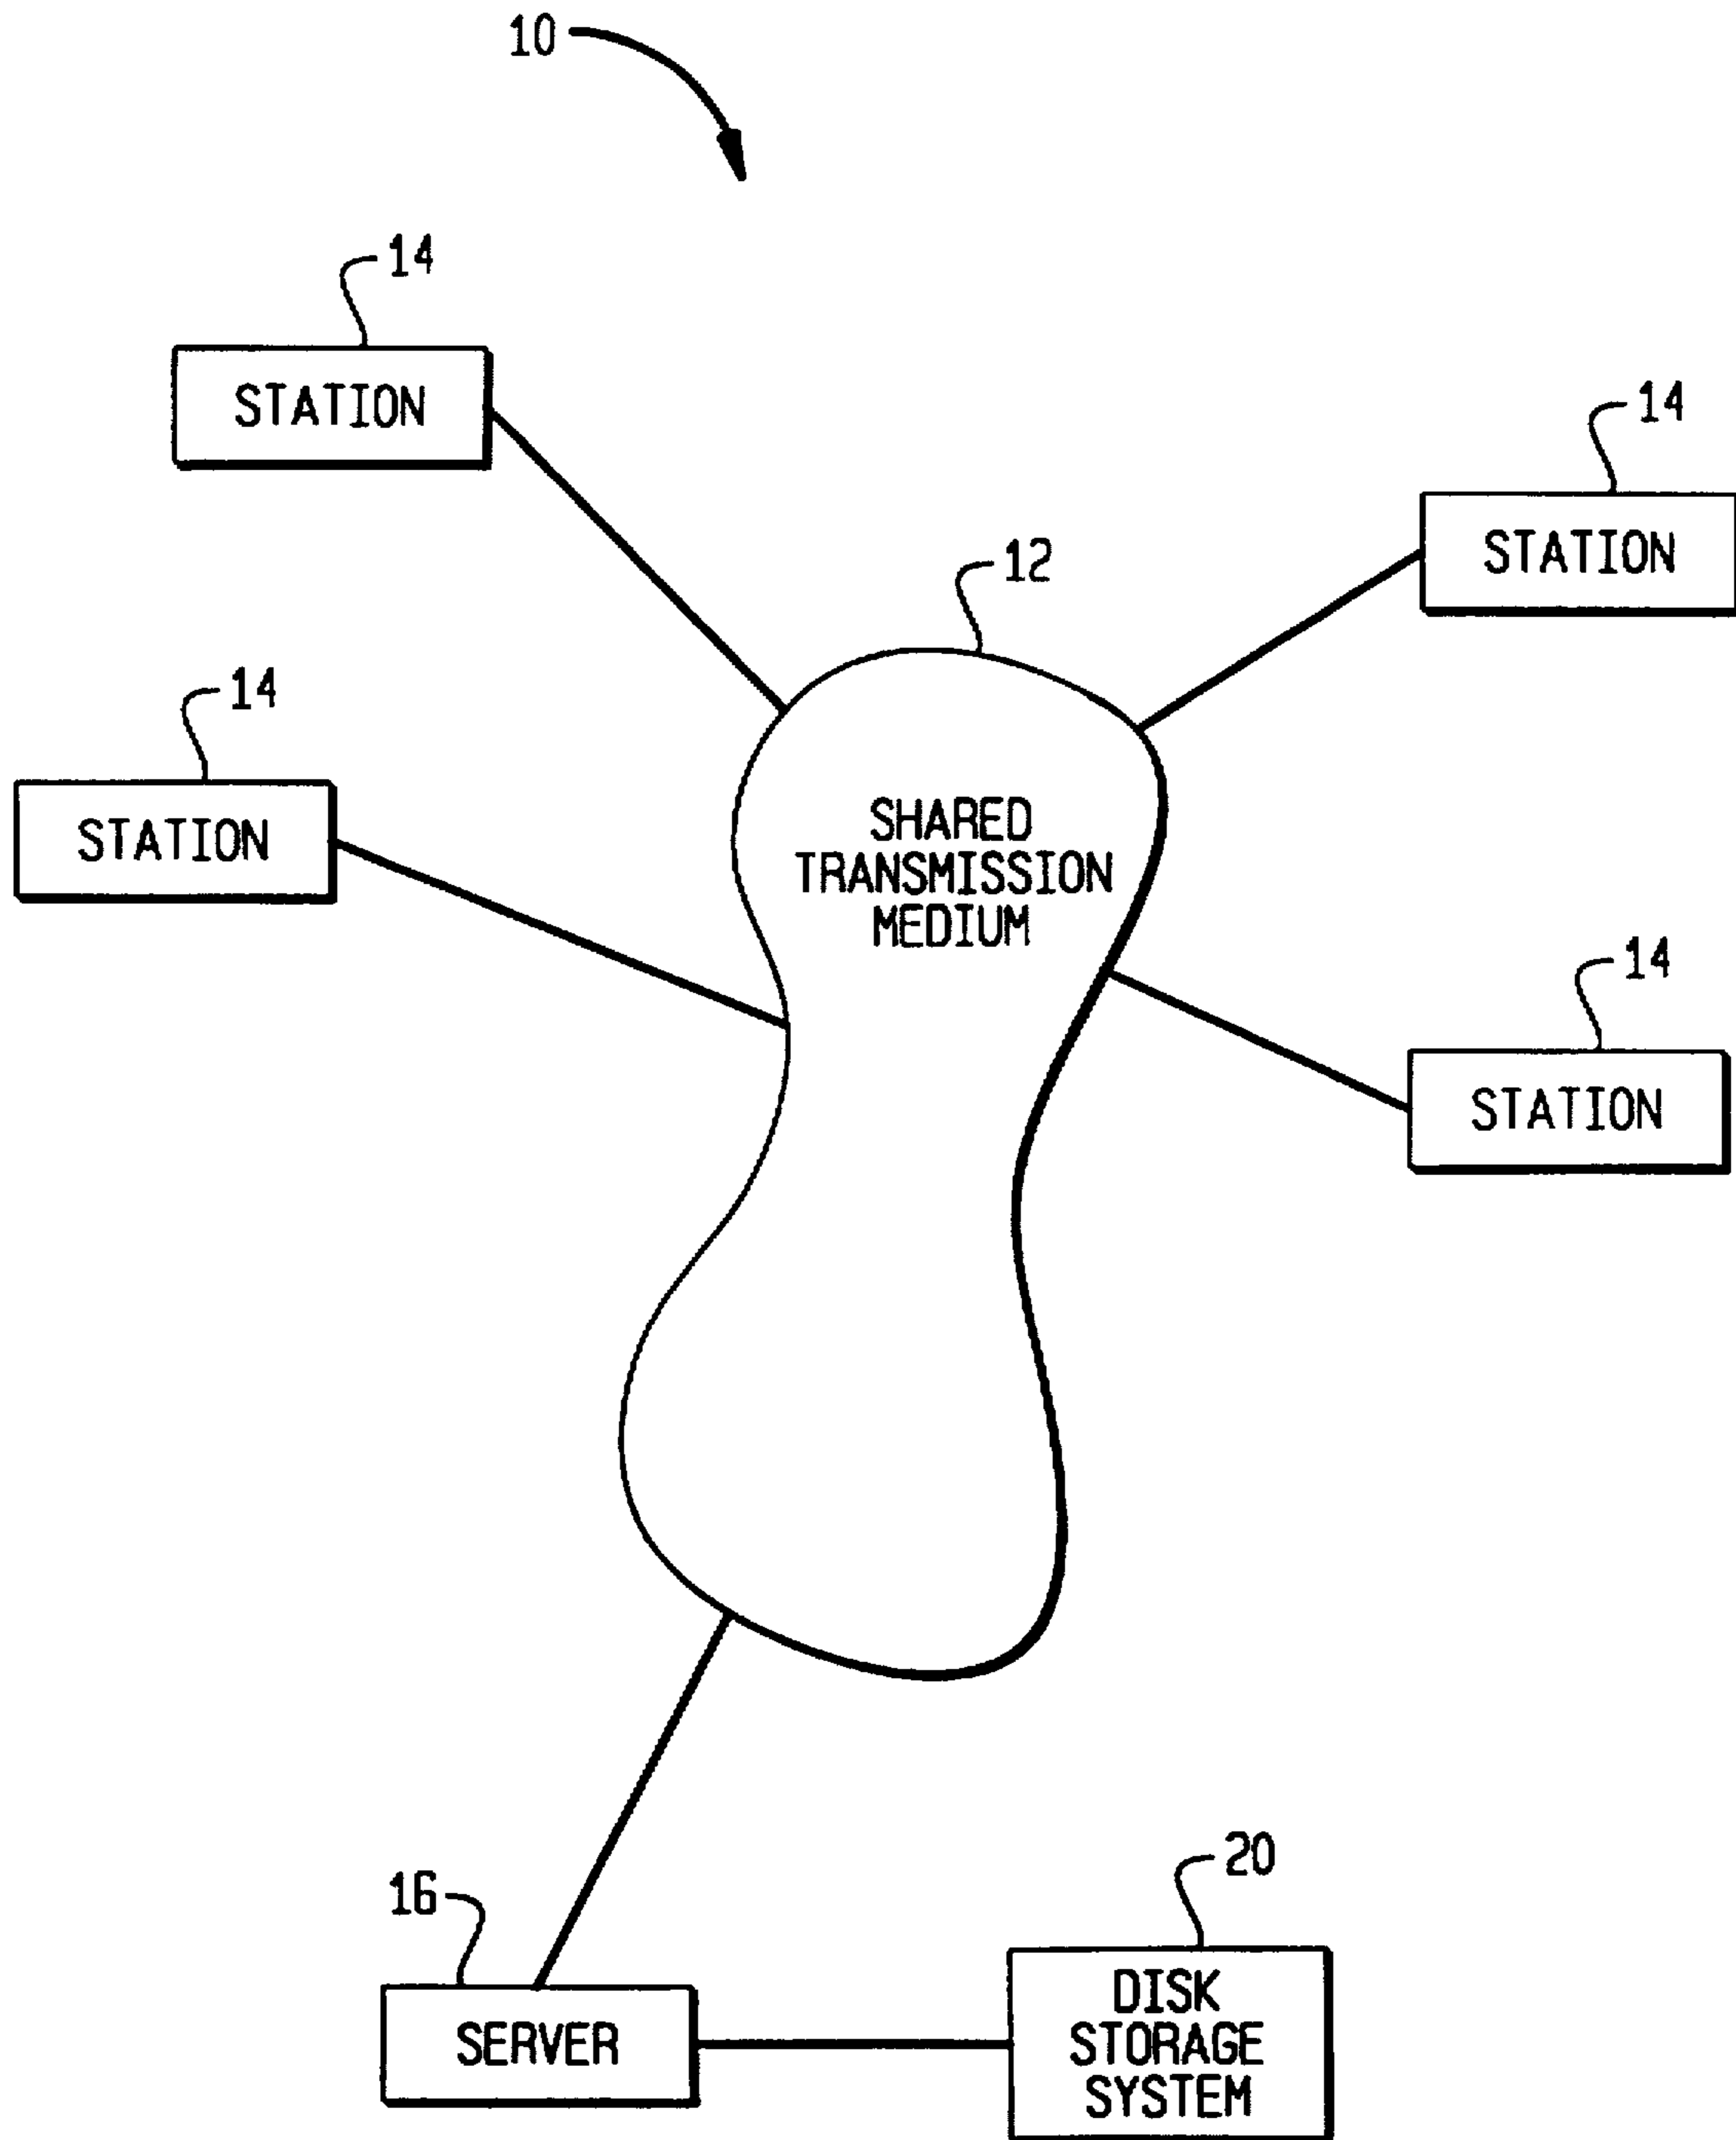 10
14
STATION
14
STATION
12
14
STATION
SHARED
TRANSMISSION
MEDIUM
14
STATION
16
SERVER
20
DISK
STORAGE
SYSTEM